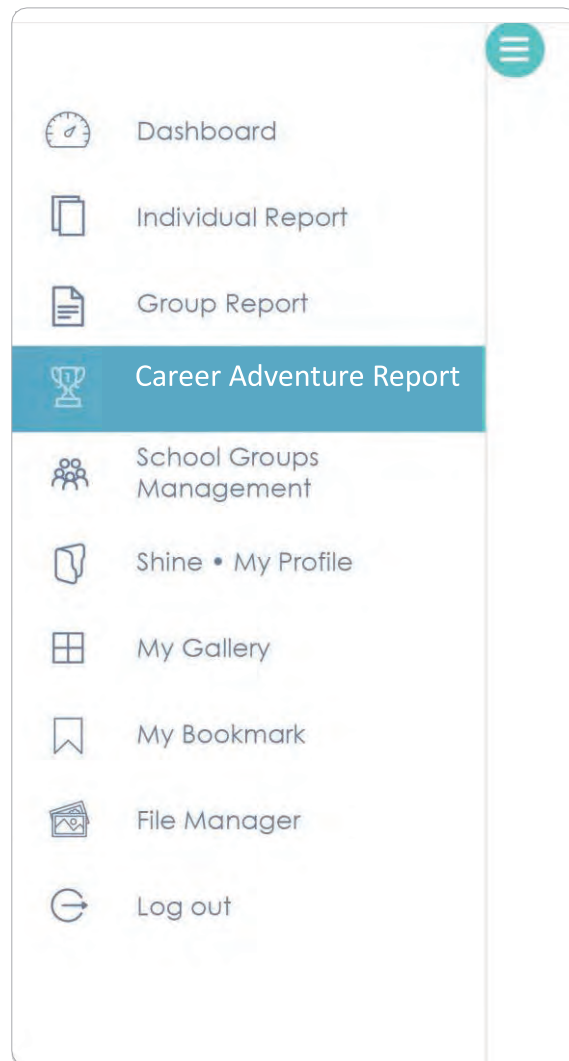 Dashboard
Individual Report
Group Report
Career Adventure Report
School Groups
Management
Shine • My Profile
My Gallery
My Bookmark
File Manager
Log out